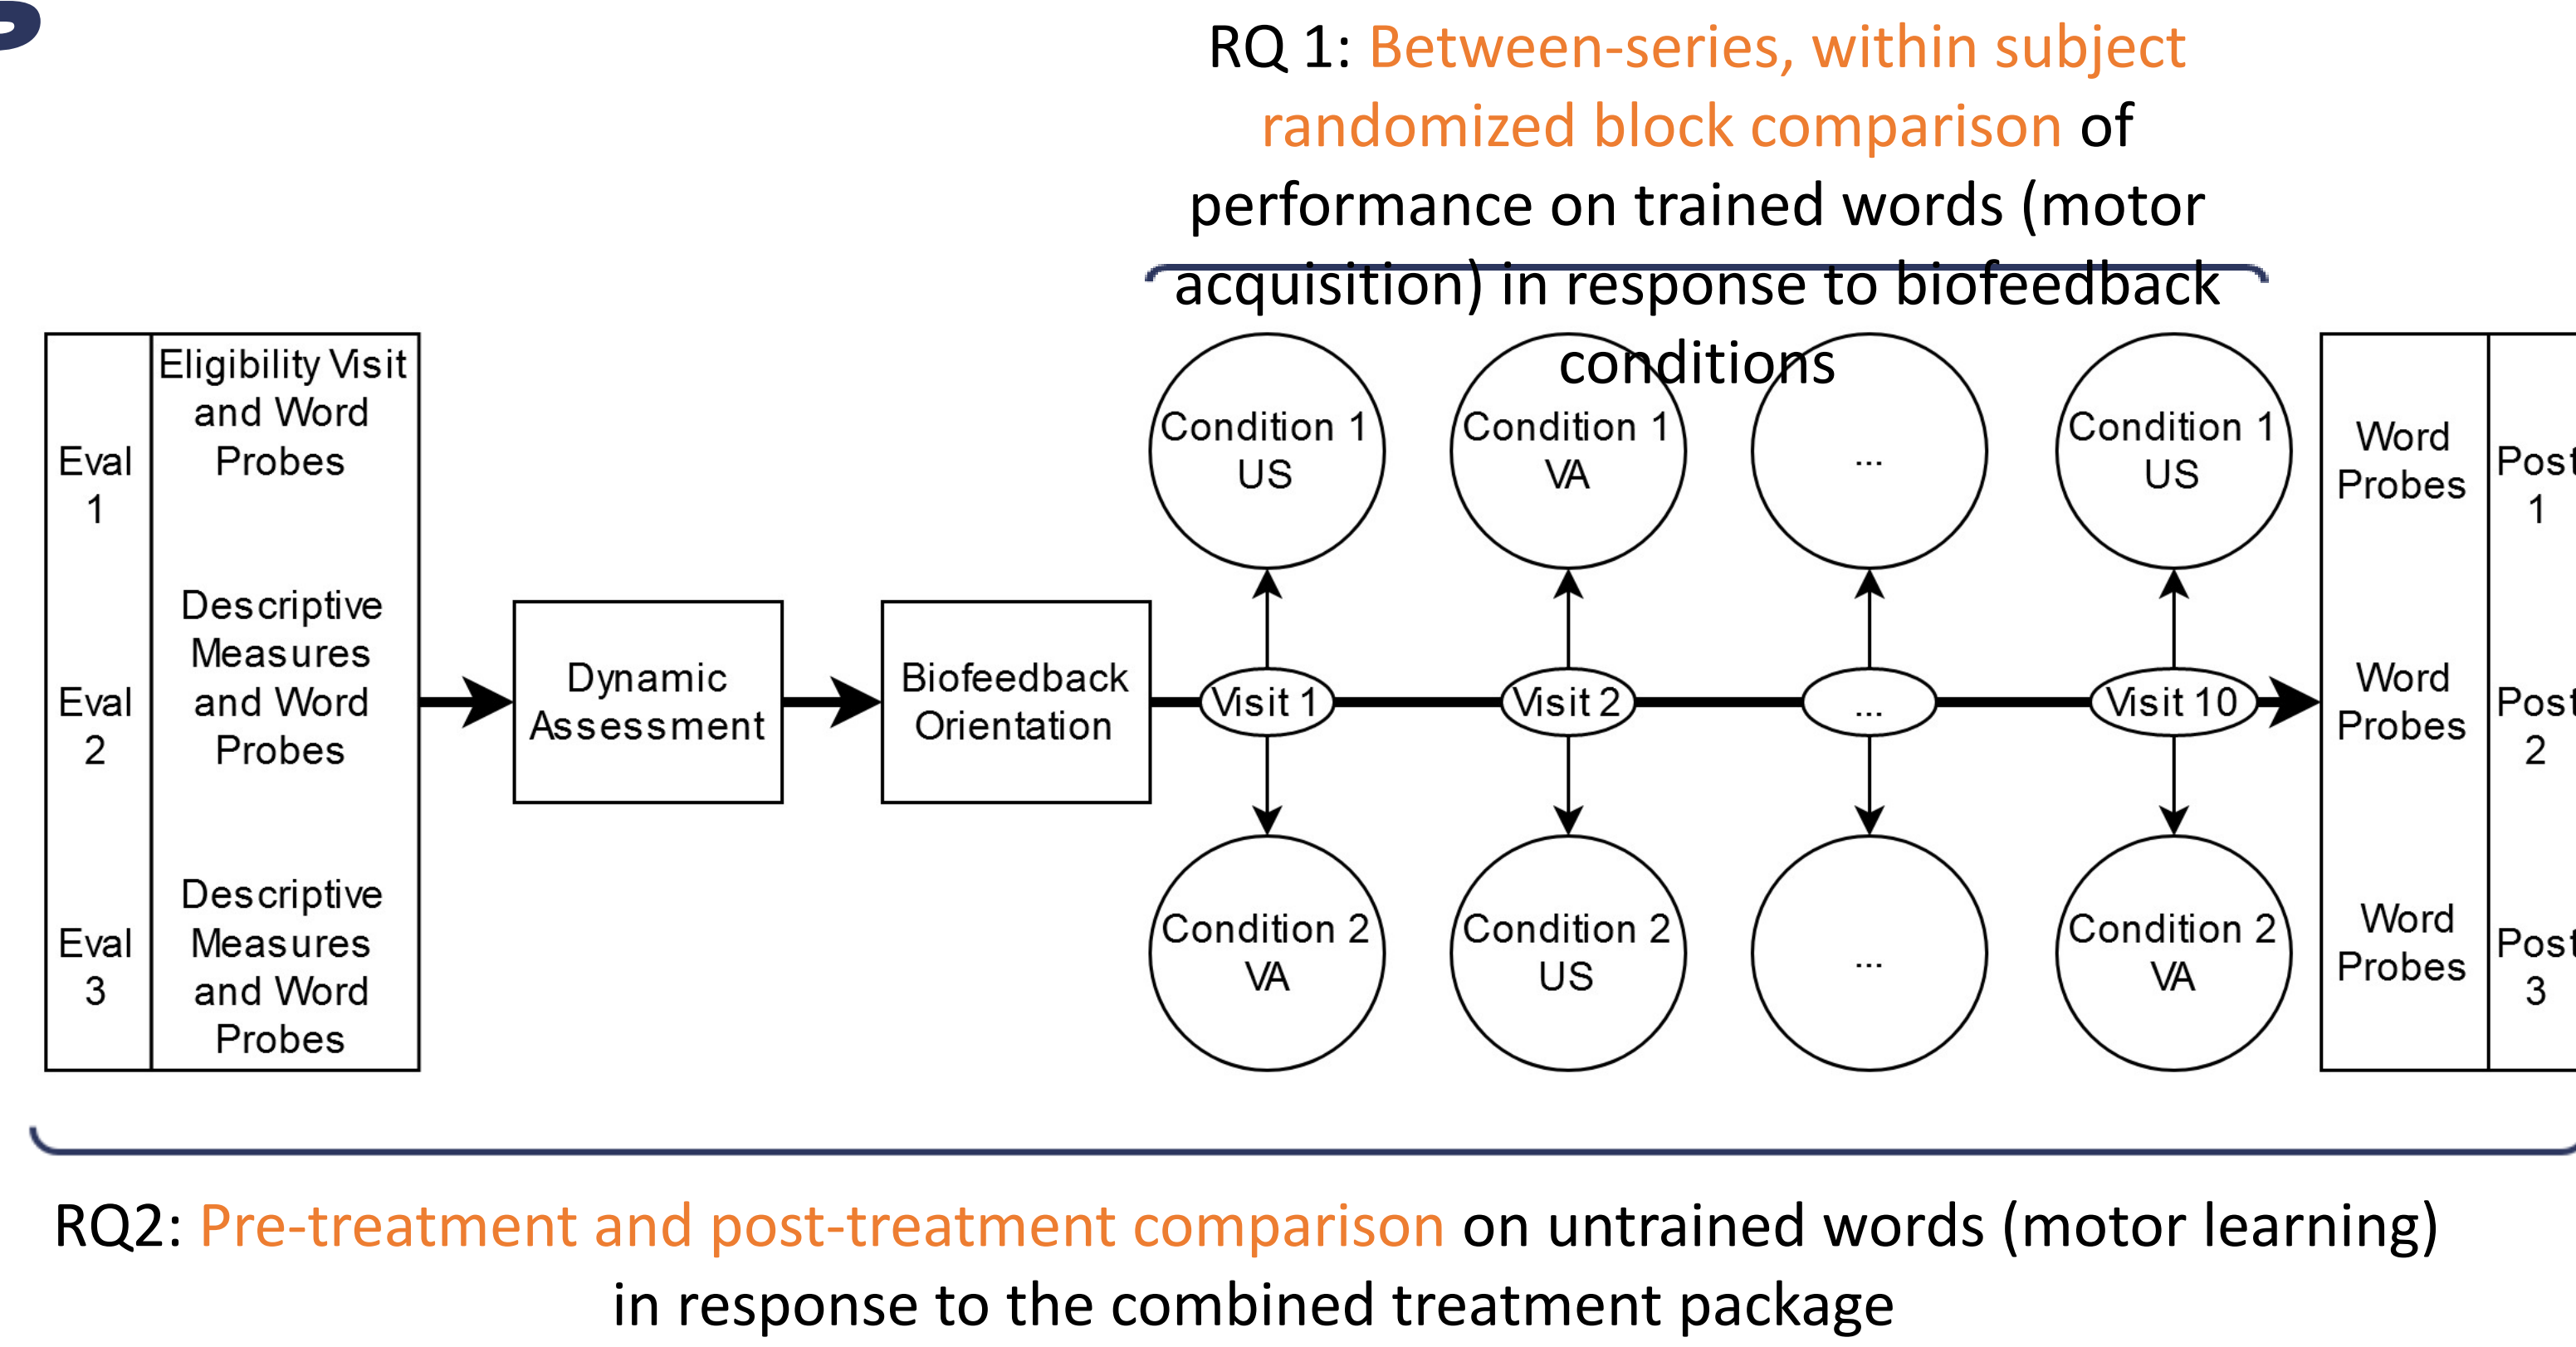 RQ 1: Between-series, within subject
randomized block comparison of
performance on trained words (motor
acquisition) in response to biofeedback
conditions
Eval
1
Eligibility Visit
and Word
Probes
Eval
2
Descriptive
Measures
and Word
Probes
Eval
3
Descriptive
Measures
and Word
Probes
Dynamic
Assessment
Biofeedback
Orientation
Condition 1
US
Visit 1
Condition 2
VA
Condition 1
VA
Visit 2
Condition 2
US
...
...
...
Condition 1
US
Visit 10
Condition 2
VA
Word
Probes
Post
1
Word
Probes
Post
2
Word
Probes
Post
3
RQ2: Pre-treatment and post-treatment comparison on untrained words (motor learning)
in response to the combined treatment package